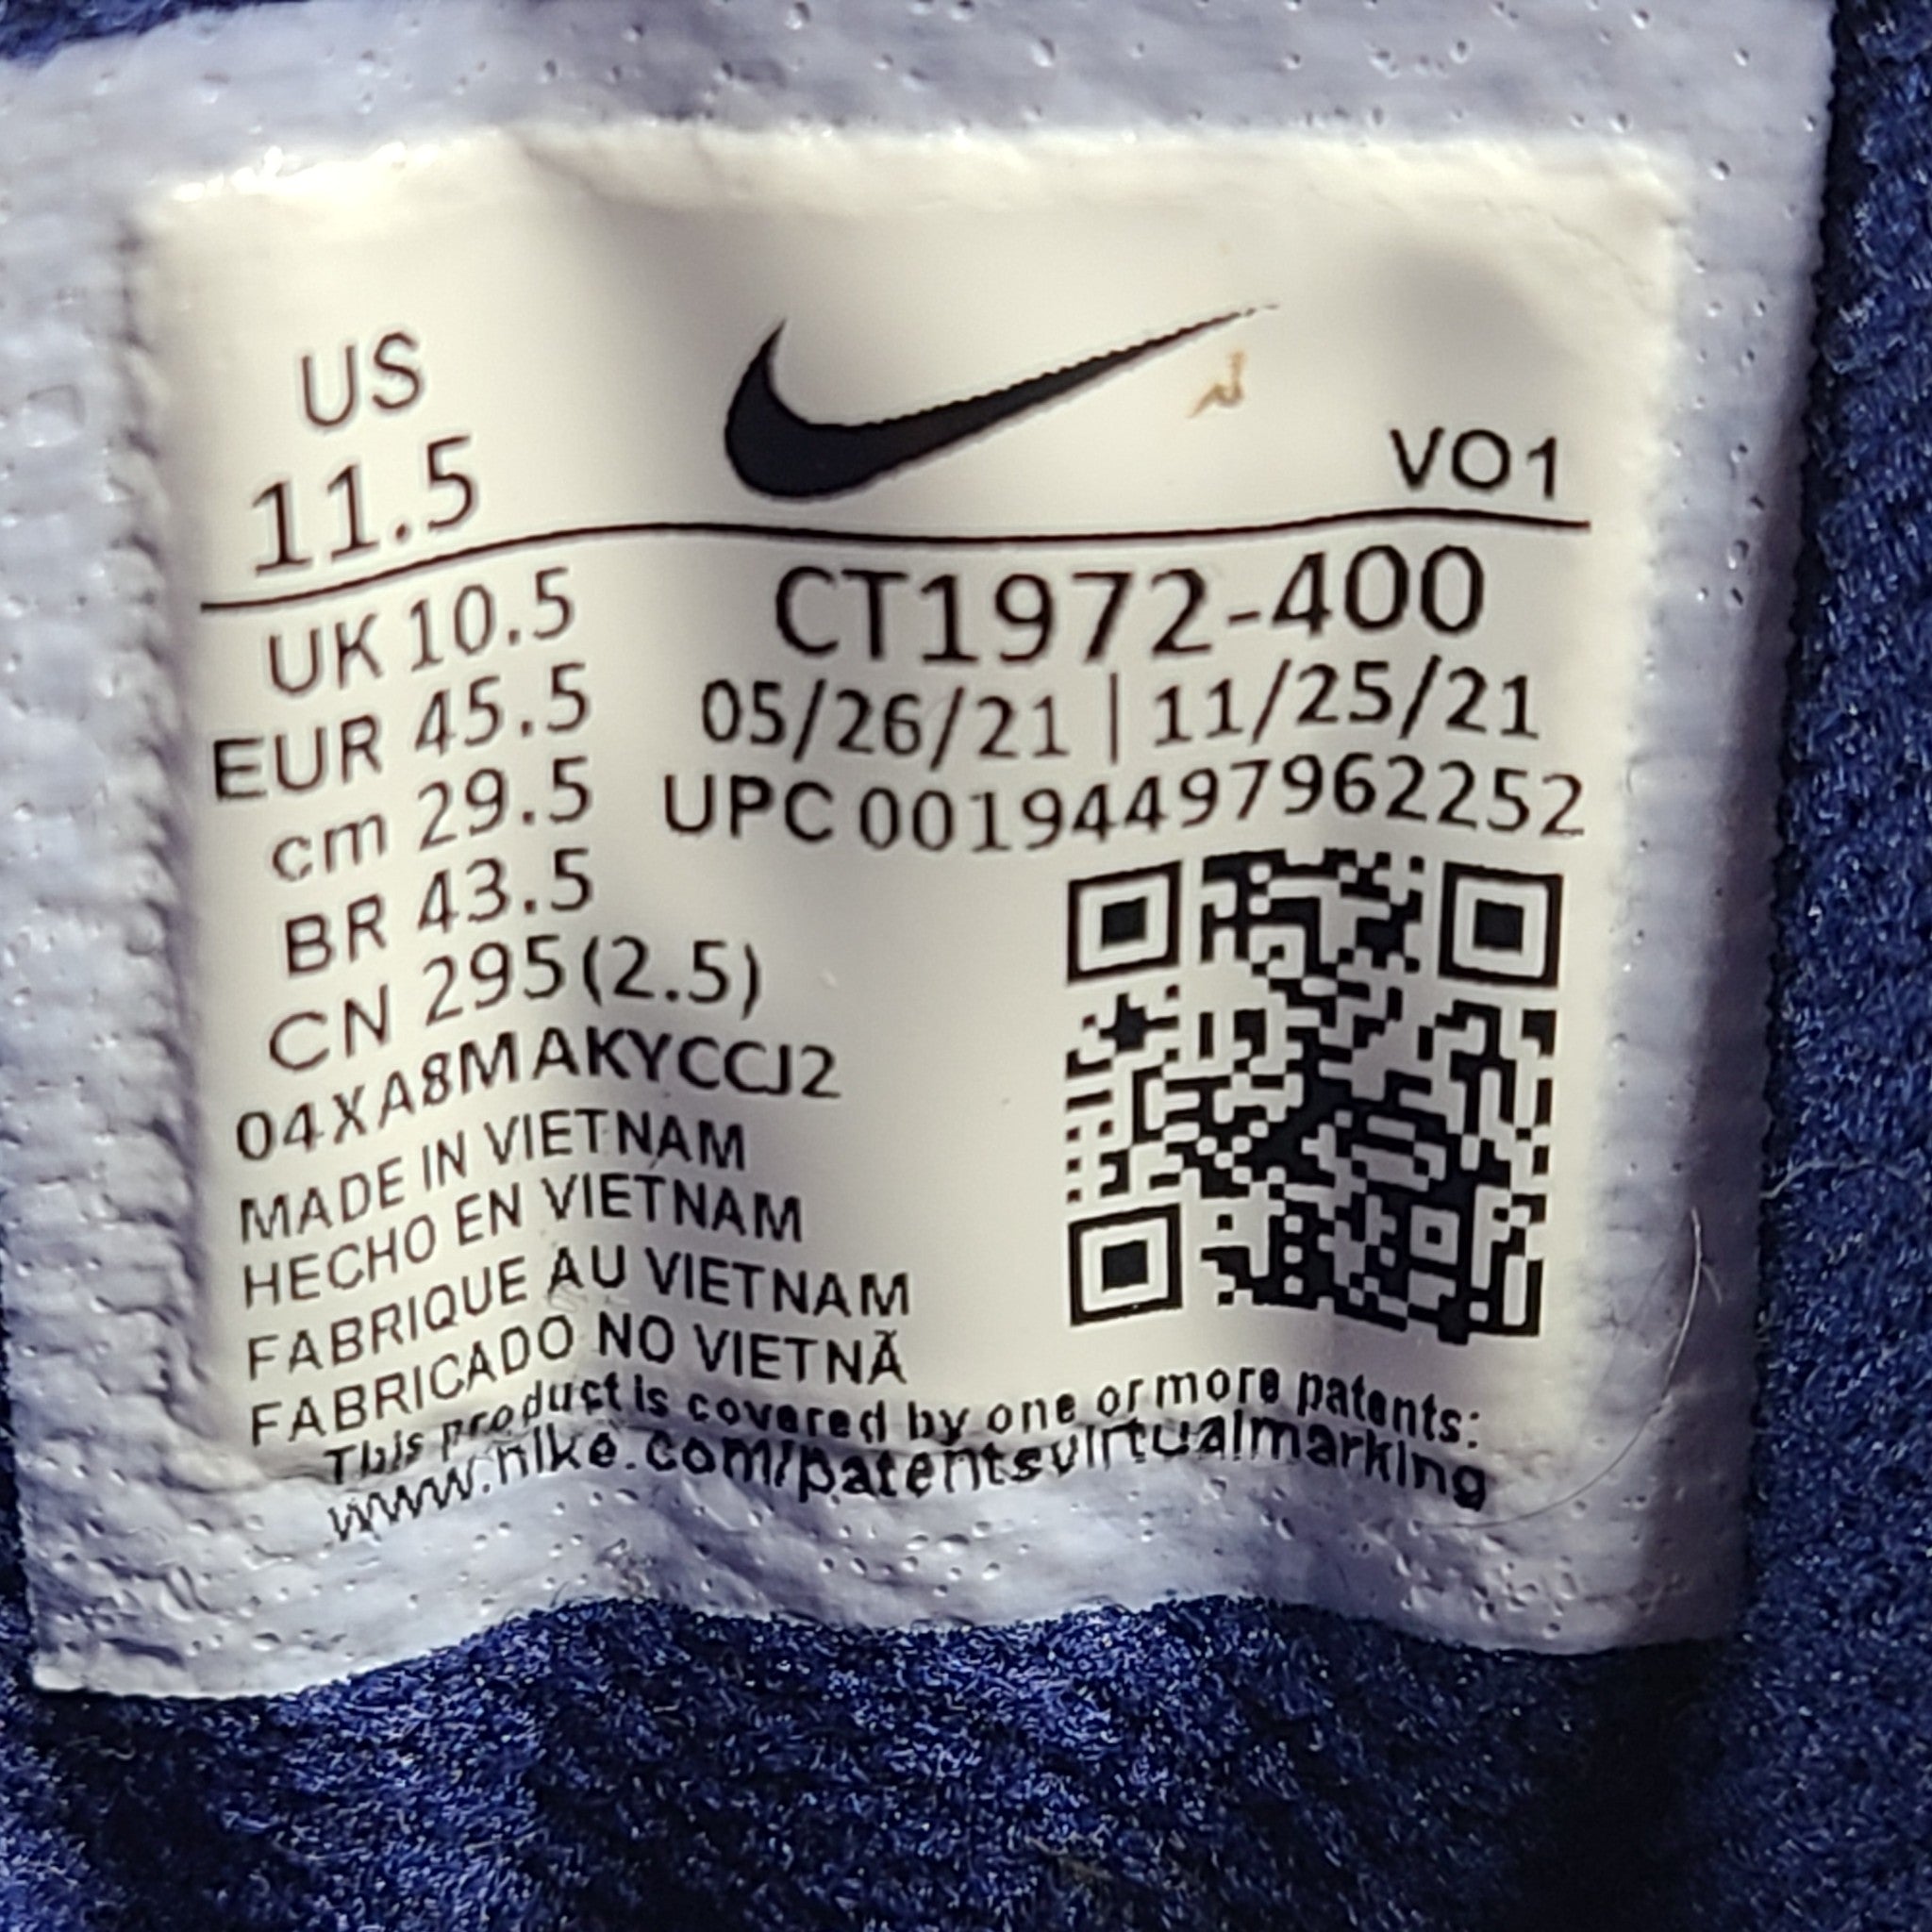 US
11.5
VO1
UK 10.5
EUR 45.5
cm 29.5
BR 43.5
CN 295(2.5)
CT1972-400
05/26/21 | 11/25/21
UPC 00194497962252
04XA8MAKYCCJ2
MADE IN VIETNAM
HECHO EN VIETNAM
FABRIQUE AU VIETNAM
FABRICADO NO VIETNÃ
This product is covered by one or more patents:
www.nike.com/patentsvirtualmarking